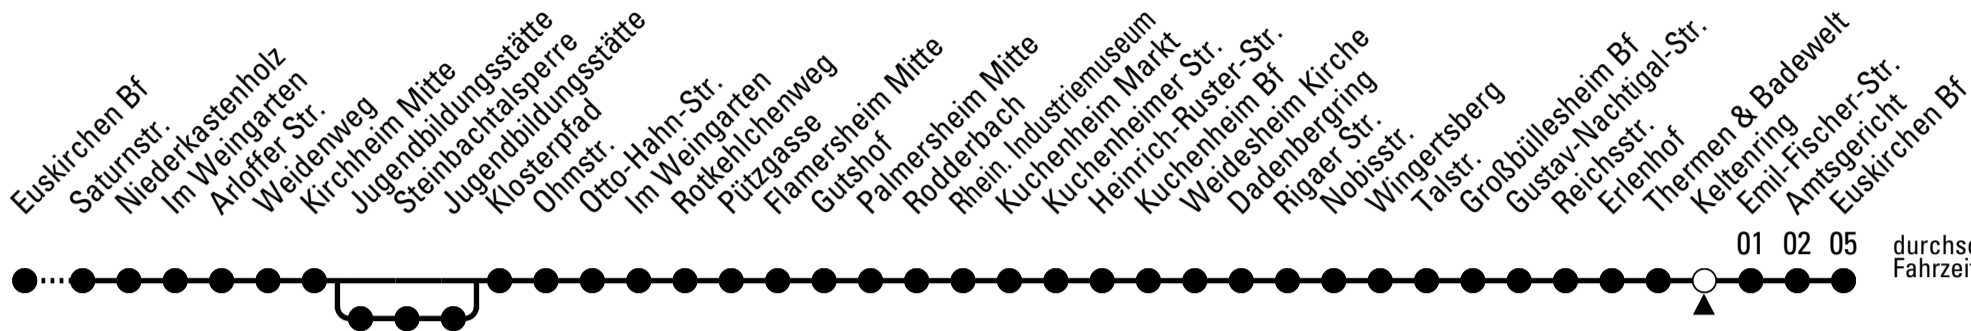 Euskirchen Bf
Saturnstr.
Niederkastenholz
Im Weingarten
Arloffer Str.
Weidenweg
Kirchheim Mitte
Jugendbildungsstätte
Steinbachtalsperre
Jugendbildungsstätte
Klosterpfad
Ohmstr.
Otto-Hahn-Str.
Im Weingarten
Rotkehlchenweg
Pützgasse
Flamersheim Mitte
Gutshof
Palmersheim Mitte
Rodderbach
Rhein. Industriemuseum
Kuchenheim Markt
Kuchenheimer Str.
Heinrich-Ruster-Str.
Kuchenheim Bf
Weidesheim Kirche
Dadenbergring
Rigaer Str.
Nobisstr.
Wingertsberg
Talstr.
Großbüllesheim Bf
Gustav-Nachtigal-Str.
Reichsstr.
Erlenhof
Thermen & Badewelt
Keltenring
Emil-Fischer-Str.
Amtsgericht
Euskirchen Bf
01 02 05
Fahrzeit